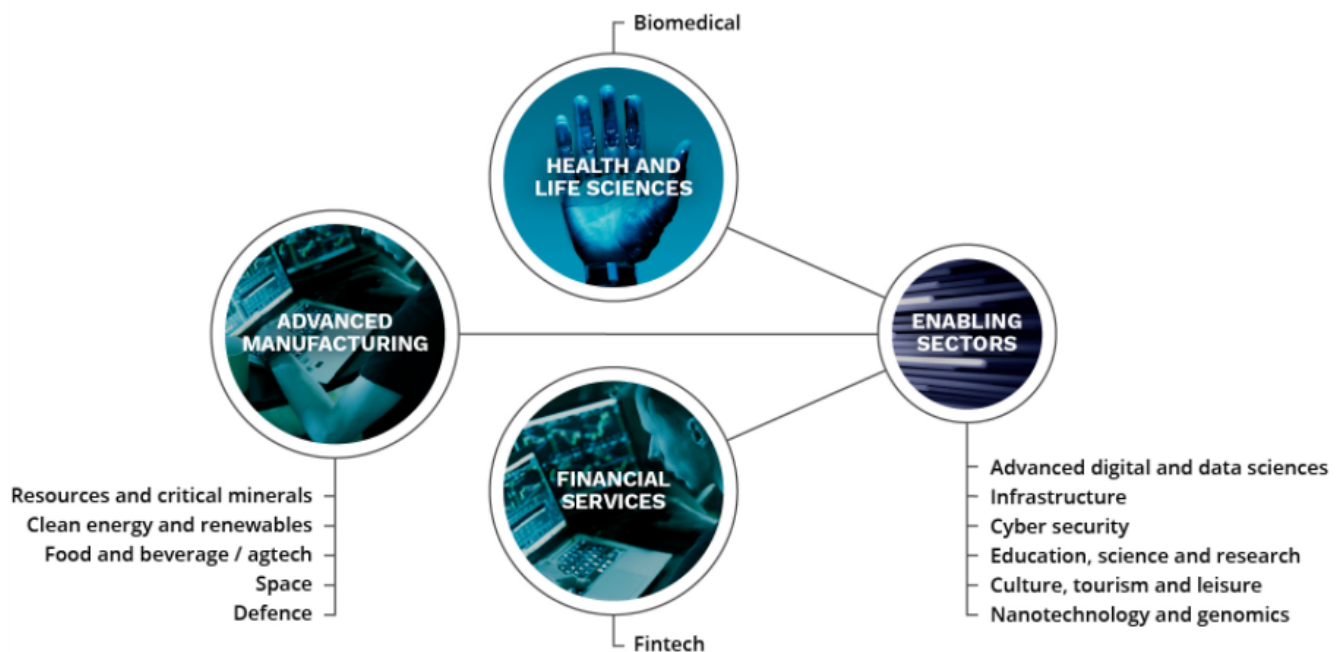 Biomedical
HEALTH AND
LIFE SCIENCES
ADVANCED
MANUFACTURING
ENABLING
SECTORS
FINANCIAL
SERVICES
Resources and critical minerals
Clean energy and renewables
Food and beverage / agtech
Space
Defence
Advanced digital and data sciences
Infrastructure
Cyber security
Education, science and research
Culture, tourism and leisure
Nanotechnology and genomics
Fintech